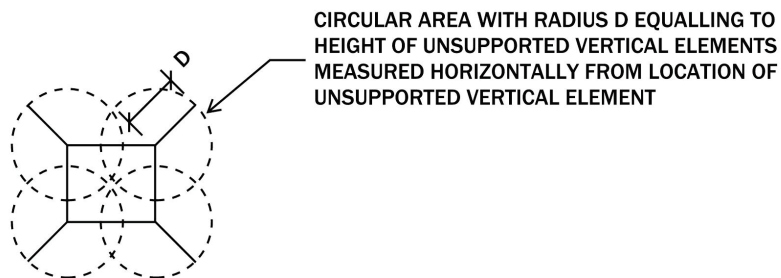 D
CIRCULAR AREA WITH RADIUS D EQUALLING TO
HEIGHT OF UNSUPPORTED VERTICAL ELEMENTS
MEASURED HORIZONTALLY FROM LOCATION OF
UNSUPPORTED VERTICAL ELEMENT